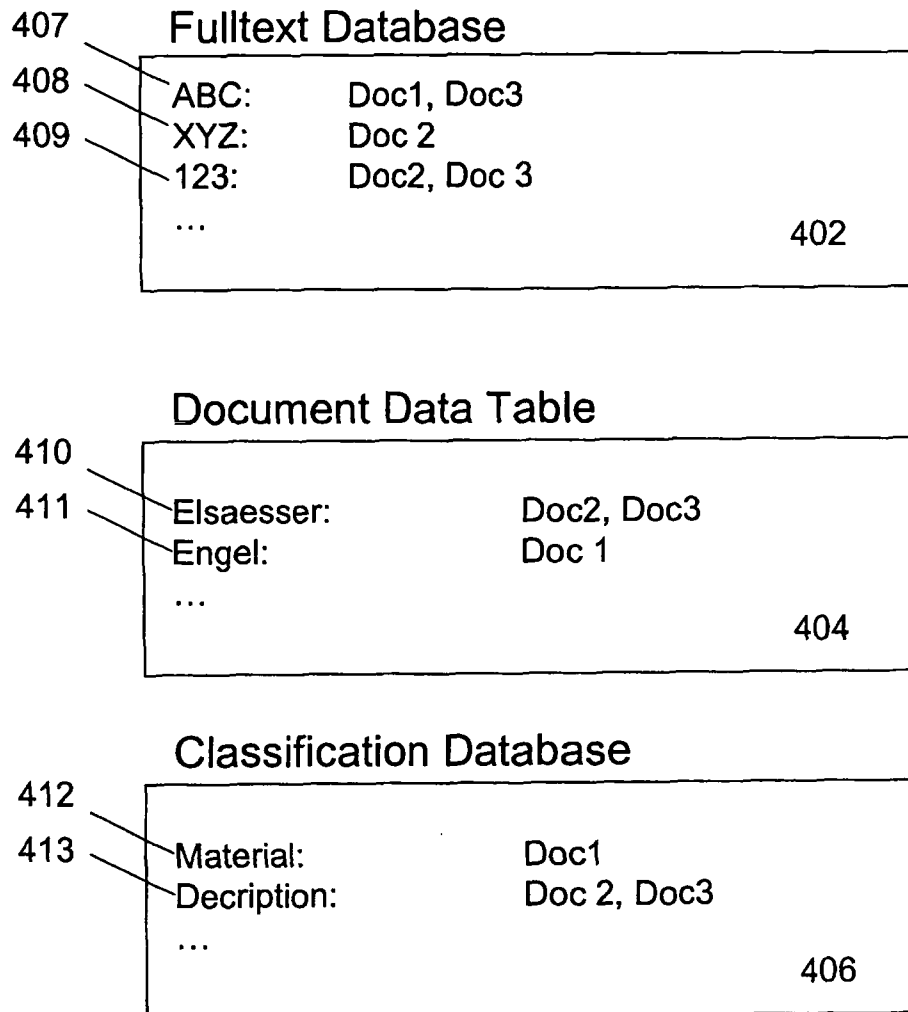 407 Fulltext Database
408 ABC: Doc1, Doc3
409 XYZ: Doc 2
123: Doc2, Doc 3
...
402
Document Data Table
410
411 Elsaesser: Doc2, Doc3
Engel: Doc 1
...
404
Classification Database
412
413 Material: Doc1
Decription: Doc 2, Doc3
...
406